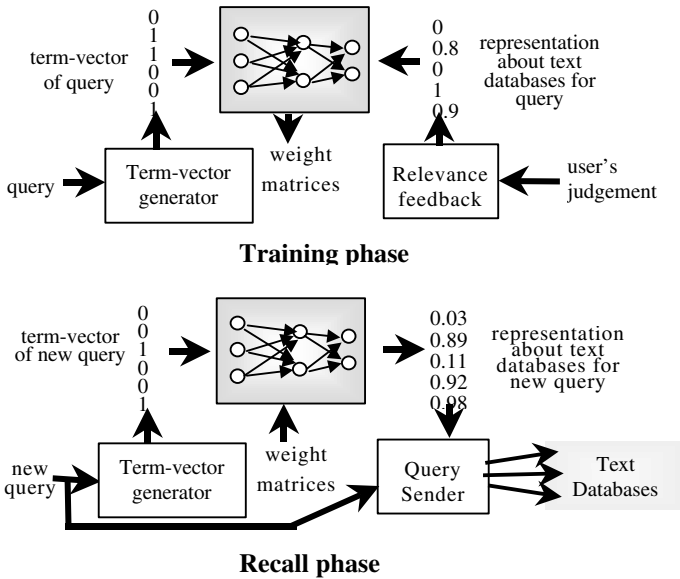 term-vector
of query
0
1
1
0
0
1
0
0.8
0
1
0.9
representation
about text
databases for
query
query
Term-vector
generator
weight
matrices
Relevance
feedback
user's
judgement
Training phase
term-vector
of new query
0
0
1
0
0
1
0.03
0.89
0.11
0.92
0.98
representation
about text
databases for
new query
new
query
Term-vector
generator
weight
matrices
Query
Sender
Text
Databases
Recall phase